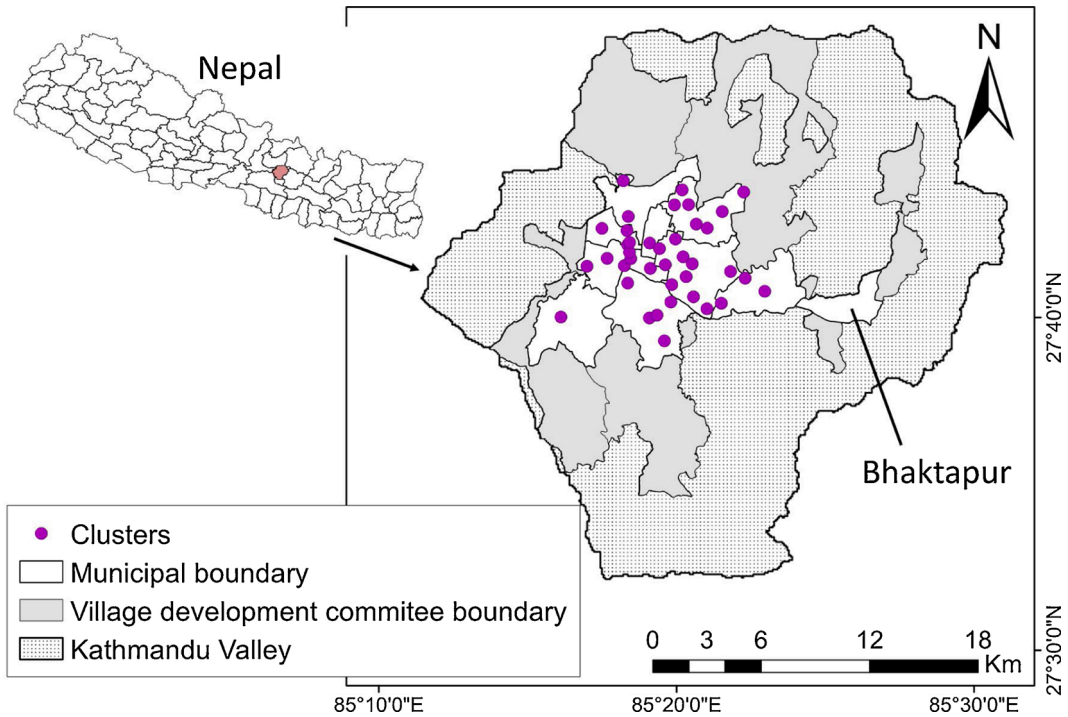 Nepal
N
27°40'0"N
Bhaktapur
Clusters
Municipal boundary
Village development commitee boundary
Kathmandu Valley
0 3 6 12 18
Km
27°30'0"N
85°10'0"E 85°20'0"E 85°30'0"E